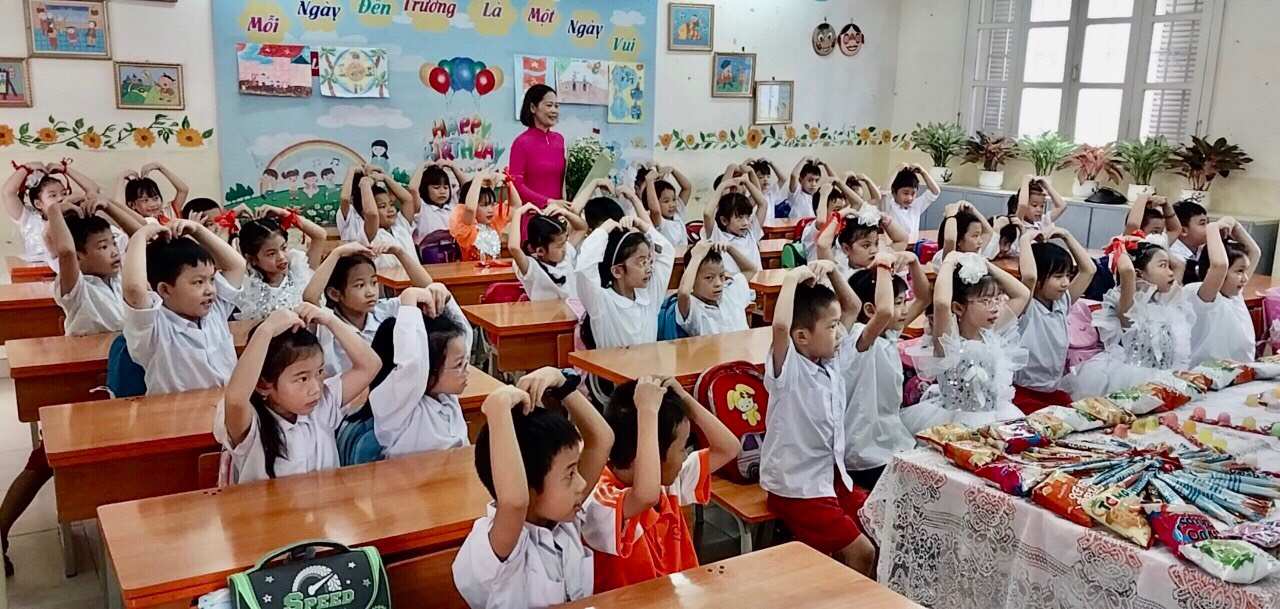 Mỗi Ngày Đến Trường Là Một Ngày Vui
HAPPY
BIRTHDAY
SPEED